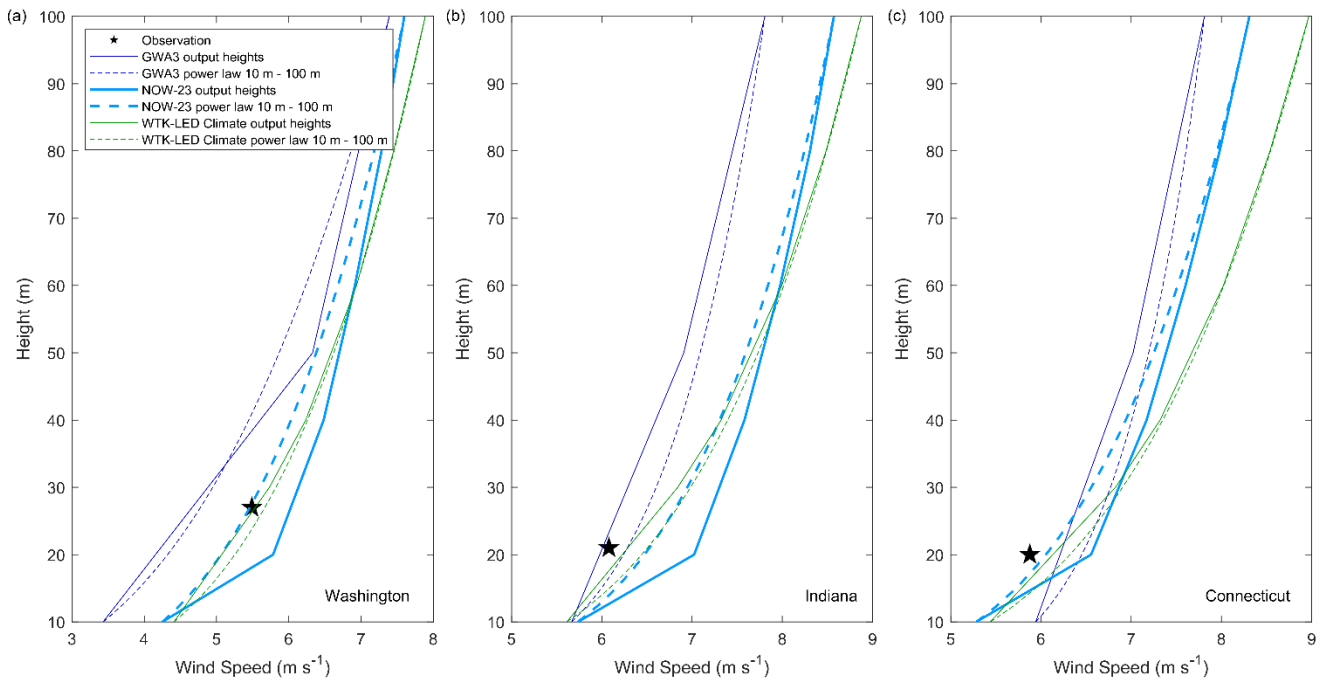 (a)
100
90
80
70
60
50
40
30
20
10
Height (m)
Observation
GWA3 output heights
GWA3 power law 10 m - 100 m
NOW-23 output heights
NOW-23 power law 10 m - 100 m
WTK-LED Climate output heights
WTK-LED Climate power law 10 m - 100 m
Washington
3 4 5 6 7 8
Wind Speed (m s⁻¹)
(b)
100
90
80
70
60
50
40
30
20
10
Height (m)
Indiana
5 6 7 8 9
Wind Speed (m s⁻¹)
(c)
100
90
80
70
60
50
40
30
20
10
Height (m)
Connecticut
5 6 7 8 9
Wind Speed (m s⁻¹)